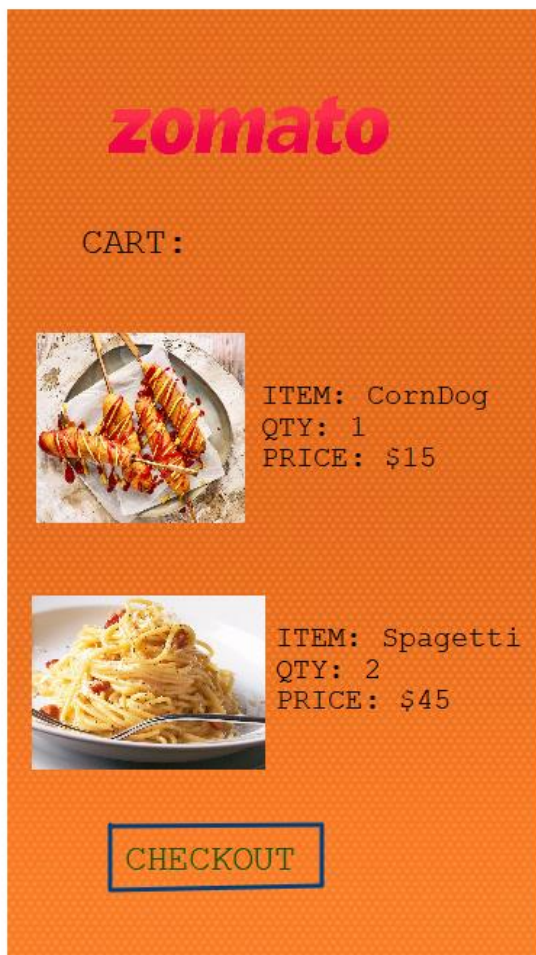 zomato
CART:
ITEM: CornDog
QTY: 1
PRICE: $15
ITEM: Spagetti
QTY: 2
PRICE: $45
CHECKOUT